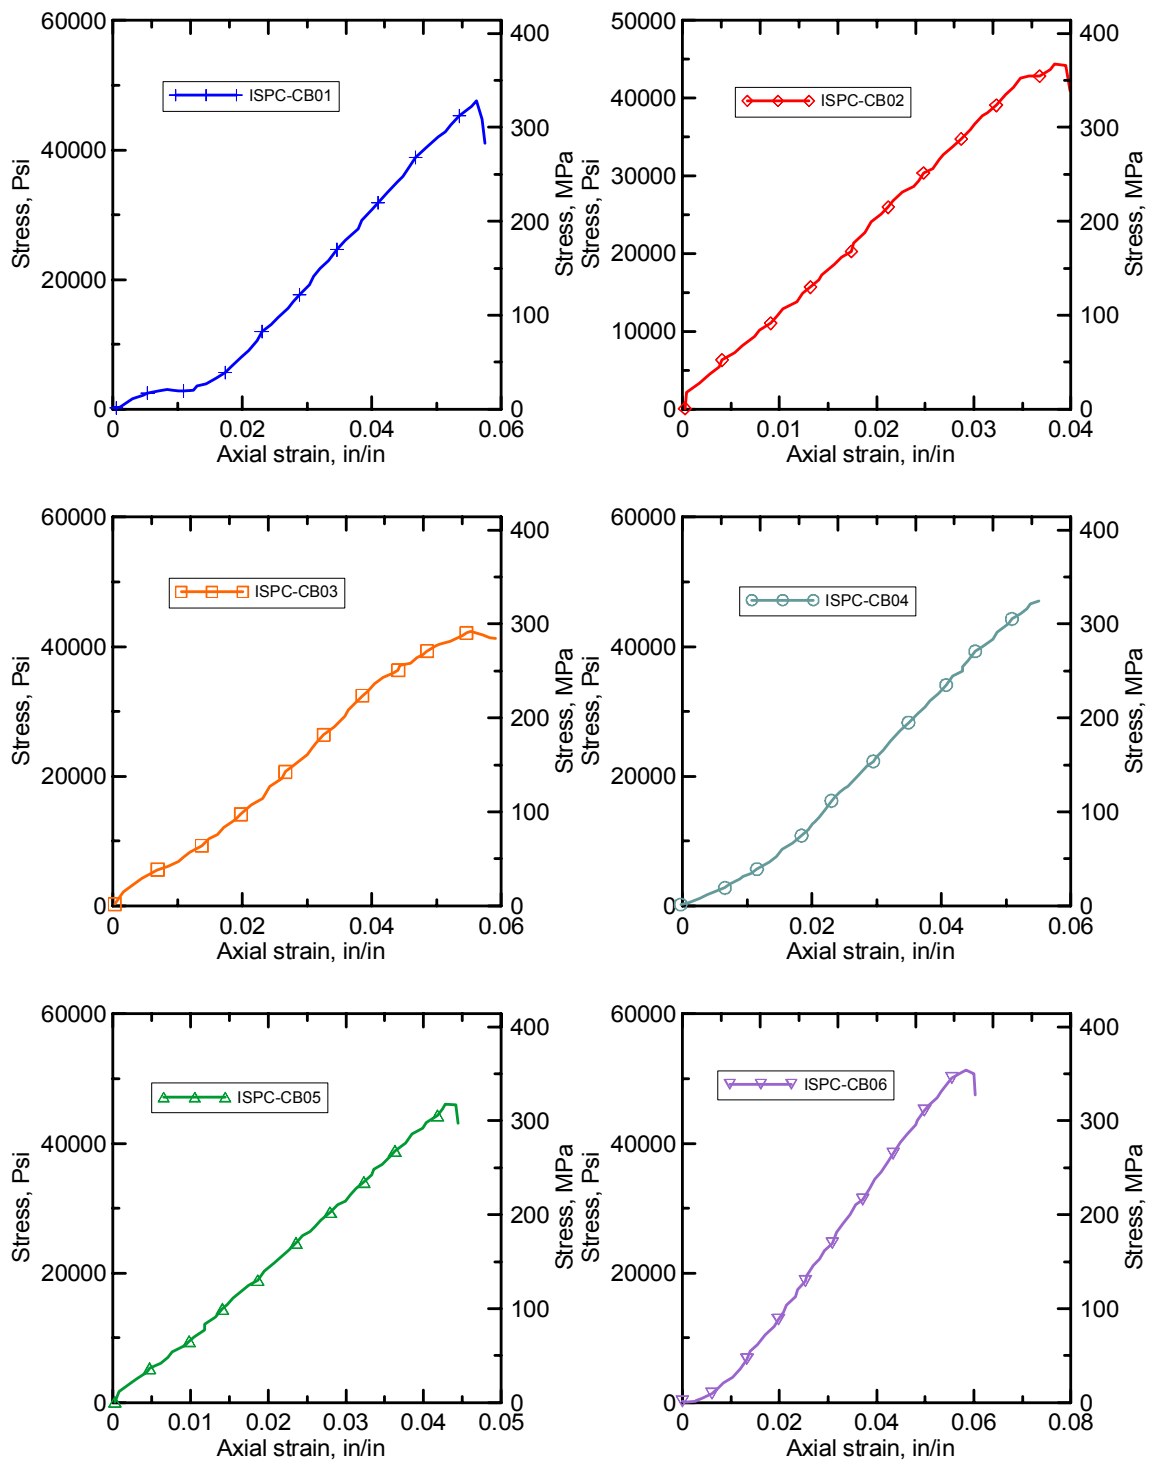 60000
40000
20000
0
Stress, Psi
ISPC-CB01
400
300
200
100
0
Stress, MPa
0 0.02 0.04 0.06
Axial strain, in/in
50000
40000
30000
20000
10000
0
Stress, Psi
ISPC-CB02
400
300
200
100
0
Stress, MPa
0 0.01 0.02 0.03 0.04
Axial strain, in/in
60000
40000
20000
0
Stress, Psi
ISPC-CB03
400
300
200
100
0
Stress, MPa
0 0.02 0.04 0.06
Axial strain, in/in
60000
40000
20000
0
Stress, Psi
ISPC-CB04
400
300
200
100
0
Stress, MPa
0 0.02 0.04 0.06
Axial strain, in/in
60000
40000
20000
0
Stress, Psi
ISPC-CB05
400
300
200
100
0
Stress, MPa
0 0.01 0.02 0.03 0.04 0.05
Axial strain, in/in
60000
40000
20000
0
Stress, Psi
ISPC-CB06
400
300
200
100
0
Stress, MPa
0 0.02 0.04 0.06 0.08
Axial strain, in/in